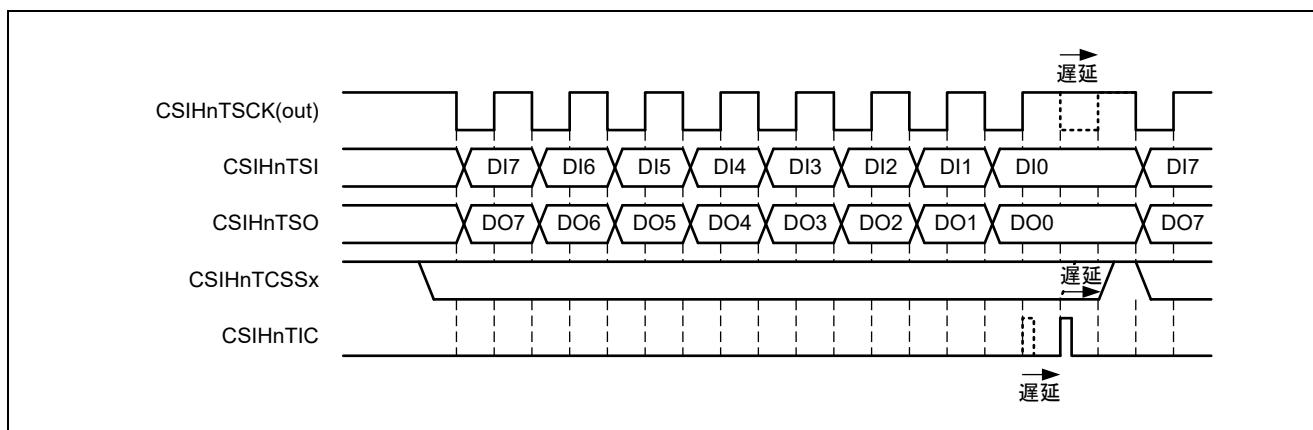 遅延
CSIHnTSCK(out)
CSIHnTSI DI7 DI6 DI5 DI4 DI3 DI2 DI1 DI0 DI7
CSIHnTSO DO7 DO6 DO5 DO4 DO3 DO2 DO1 DO0 DO7
CSIHnTCSSx 遅延
CSIHnTIC
遅延